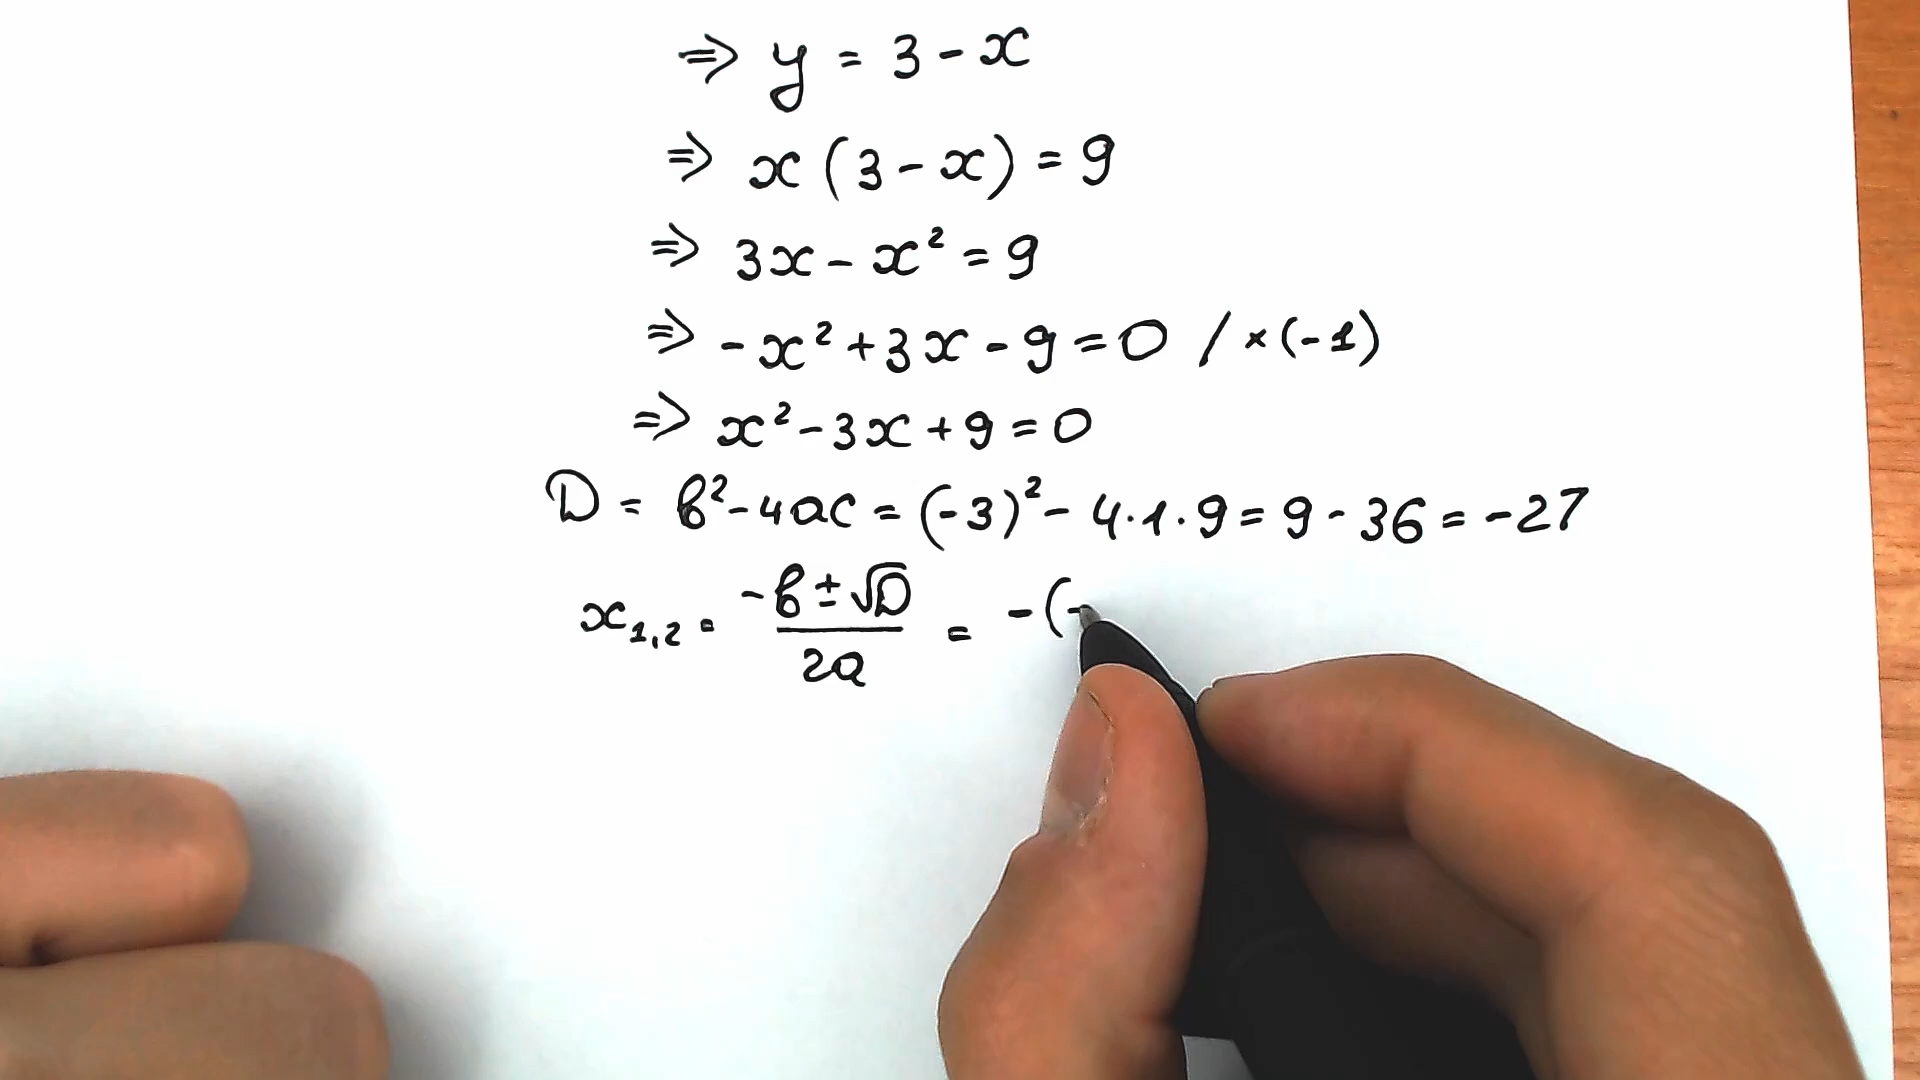 ⇒ y = 3 - x
⇒ x (3 - x) = 9
⇒ 3x - x² = 9
⇒ -x² + 3x - 9 = 0 / × (-1)
⇒ x² - 3x + 9 = 0
D = b² - 4ac = (-3)² - 4·1·9 = 9 - 36 = -27
x₁,₂ = (-b ± √D)/(2a) = -(-